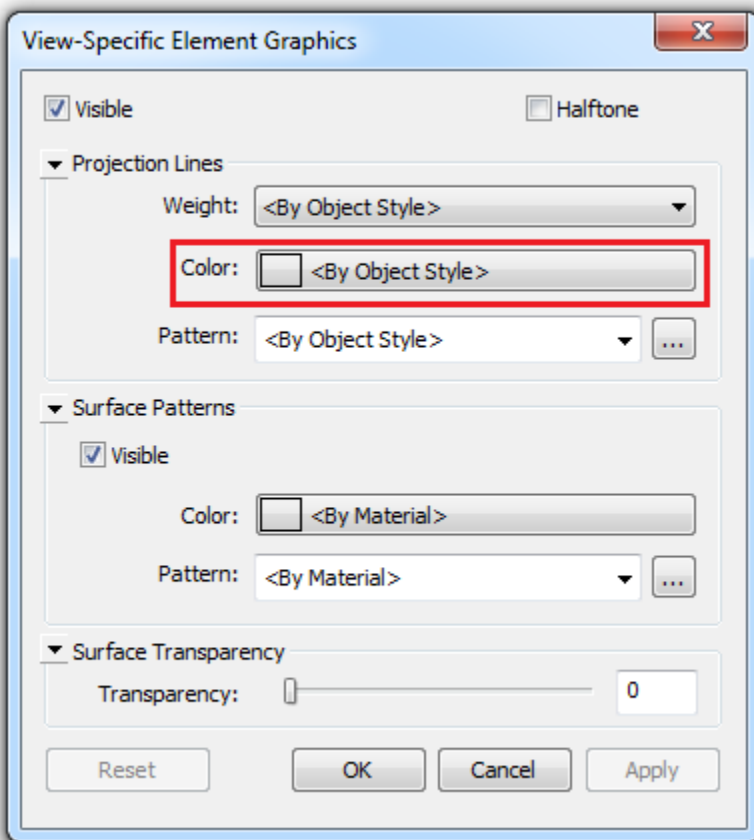 View-Specific Element Graphics
Visible Halftone
Projection Lines
Weight: <By Object Style>
Color: <By Object Style>
Pattern: <By Object Style> ...
Surface Patterns
Visible
Color: <By Material>
Pattern: <By Material> ...
Surface Transparency
Transparency: 0
Reset OK Cancel Apply